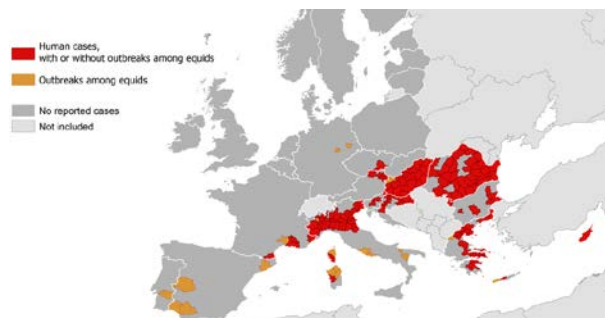 Human cases,
with or without outbreaks among equids
Outbreaks among equids
No reported cases
Not included